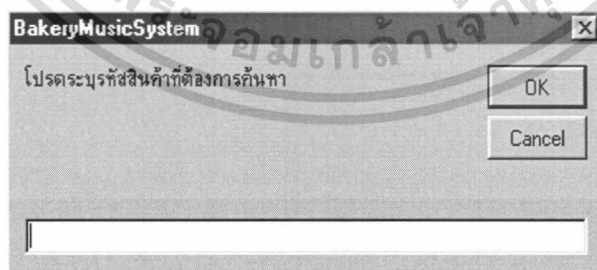 BakeryMusicSystem
โปรดระบุรหัสสินค้าที่ต้องการค้นหา
OK
Cancel